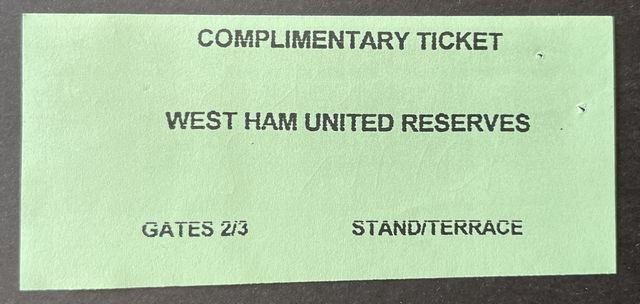 COMPLIMENTARY TICKET
WEST HAM UNITED RESERVES
GATES 2/3 STAND/TERRACE